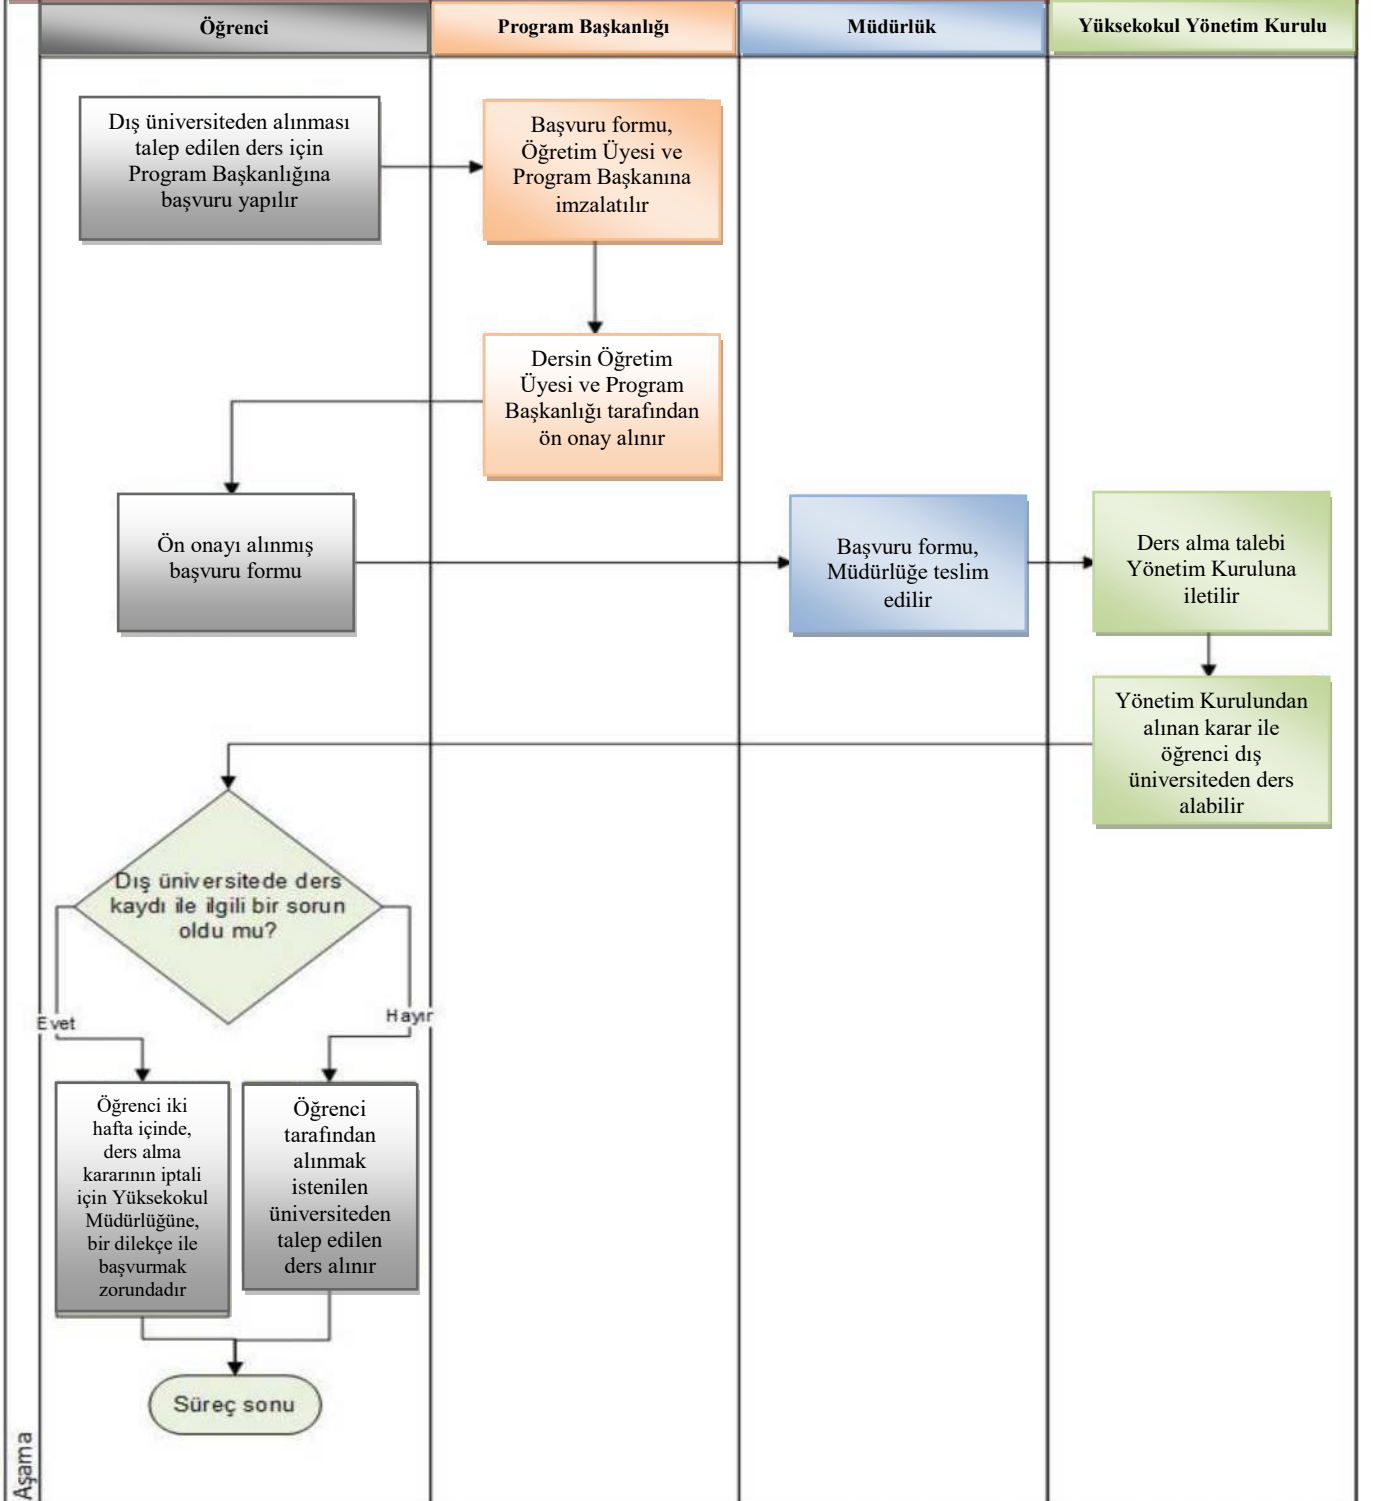 Öğrenci
Program Başkanlığı
Müdürlük
Yüksekokul Yönetim Kurulu
Dış üniversiteden alınması
talep edilen ders için
Program Başkanlığına
başvuru yapılır
Başvuru formu,
Öğretim Üyesi ve
Program Başkanına
imzalatılır
Dersin Öğretim
Üyesi ve Program
Başkanlığı tarafından
ön onay alınır
Ön onayı alınmış
başvuru formu
Başvuru formu,
Müdürlüğe teslim
edilir
Ders alma talebi
Yönetim Kuruluna
iletilir
Yönetim Kurulundan
alınan karar ile
öğrenci dış
üniversiteden ders
alabilir
Dış üniversitede ders
kaydı ile ilgili bir sorun
oldu mu?
Evet
Hayır
Öğrenci iki
hafta içinde,
ders alma
kararının iptali
için Yüksekokul
Müdürlüğüne,
bir dilekçe ile
başvurmak
zorundadır
Öğrenci
tarafından
alınmak
istenilen
üniversiteden
talep edilen
ders alınır
Süreç sonu
Aşama